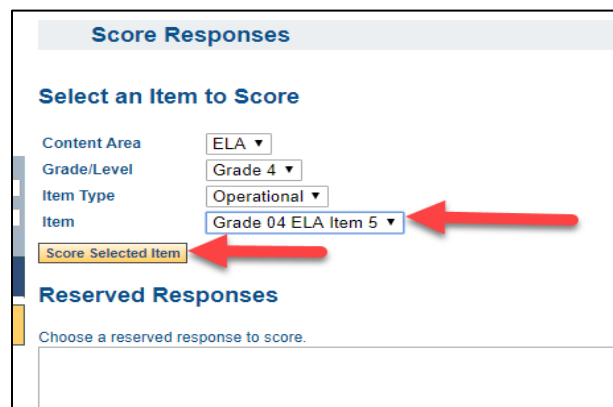 Score Responses
Select an Item to Score
Content Area ELA
Grade/Level Grade 4
Item Type Operational
Item Grade 04 ELA Item 5
Score Selected Item
Reserved Responses
Choose a reserved response to score.